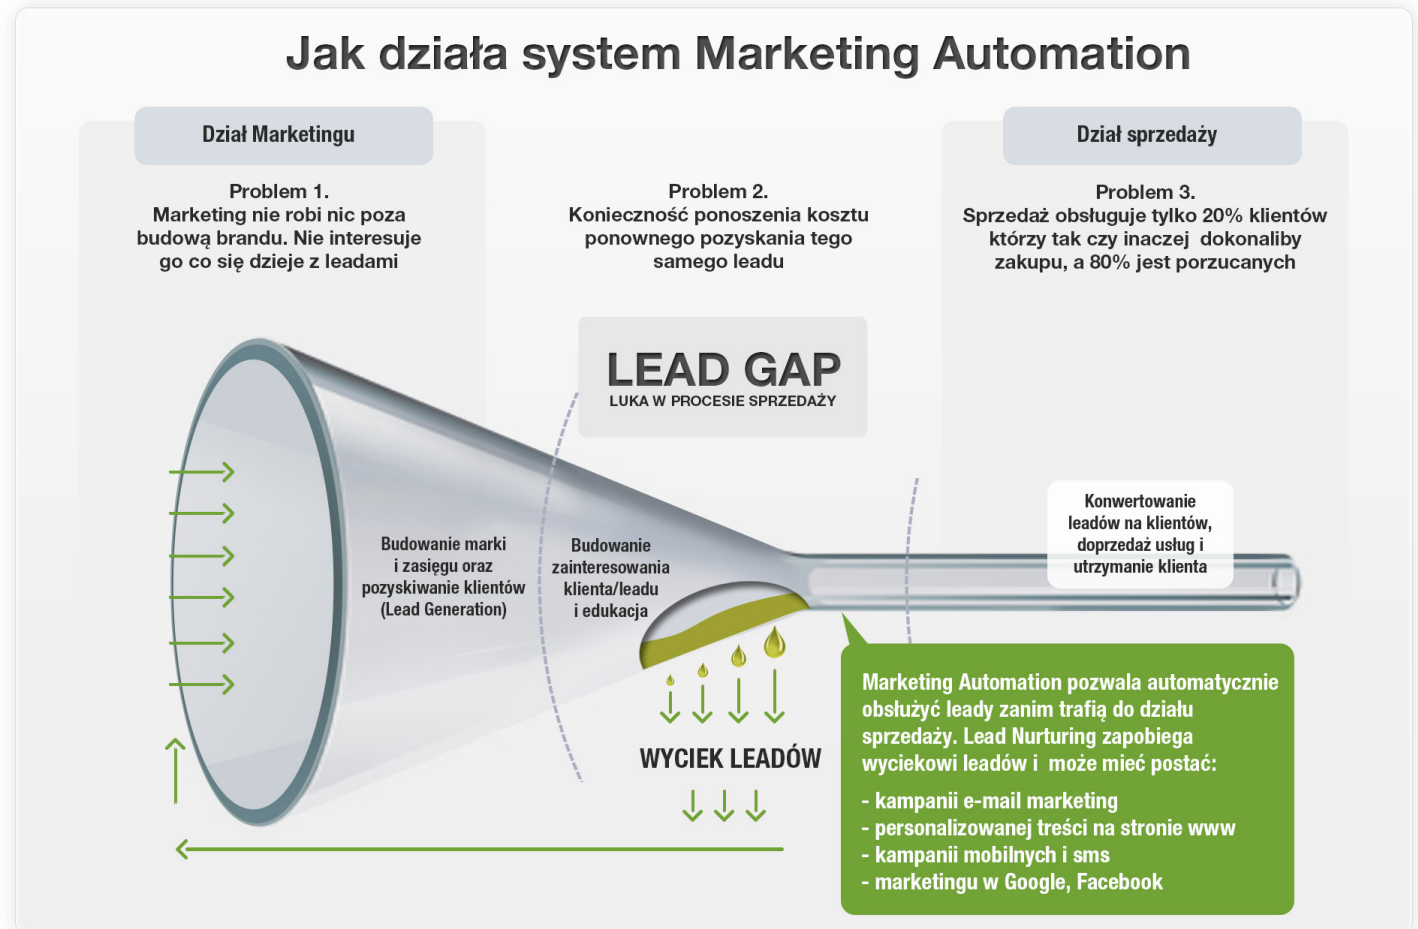 Jak działa system Marketing Automation
Dział Marketingu
Problem 1.
Marketing nie robi nic poza
budową brandu. Nie interesuje
go co się dzieje z leadami
Problem 2.
Konieczność ponoszenia kosztu
ponownego pozyskania tego
samego leadu
Dział sprzedaży
Problem 3.
Sprzedaż obsługuje tylko 20% klientów
którzy tak czy inaczej dokonaliby
zakupu, a 80% jest porzucanych
LEAD GAP
LUKA W PROCESIE SPRZEDAŻY
Budowanie marki
i zasięgu oraz
pozyskiwanie klientów
(Lead Generation)
Budowanie
zainteresowania
klienta/leadu
i edukacja
Konwertowanie
leadów na klientów,
doprzedaż usług i
utrzymanie klienta
WYCIEK LEADÓW
Marketing Automation pozwala automatycznie
obsłużyć leady zanim trafią do działu
sprzedaży. Lead Nurturing zapobiega
wyciekowi leadów i może mieć postać:
- kampanii e-mail marketing
- personalizowanej treści na stronie www
- kampanii mobilnych i sms
- marketingu w Google, Facebook